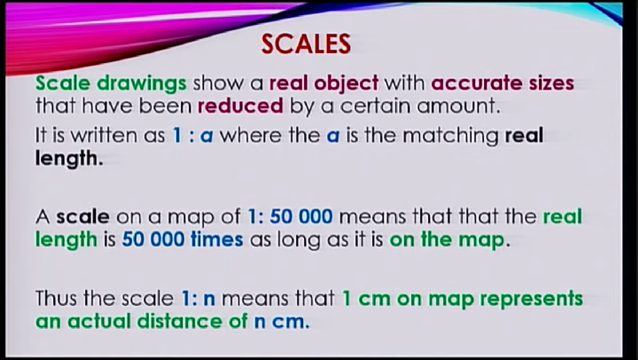 SCALES
Scale drawings show a real object with accurate sizes
that have been reduced by a certain amount.
It is written as 1 : a where the a is the matching real
length.
A scale on a map of 1: 50 000 means that that the real
length is 50 000 times as long as it is on the map.
Thus the scale 1: n means that 1 cm on map represents
an actual distance of n cm.